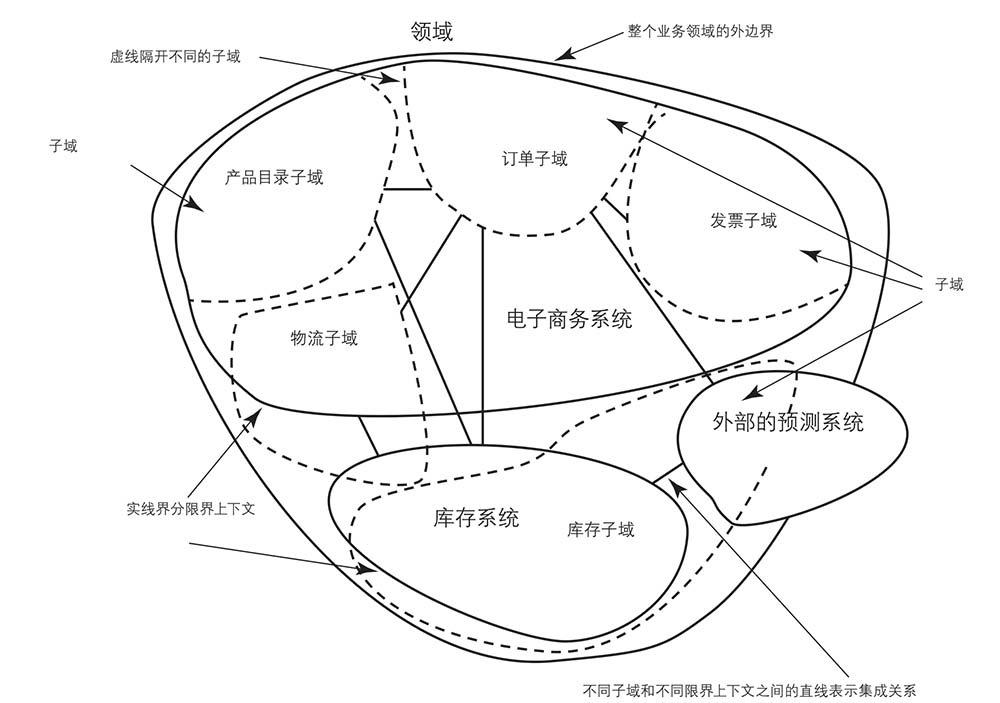 领域
整个业务领域的外边界
虚线隔开不同的子域
子域
订单子域
产品目录子域
发票子域
子域
电子商务系统
物流子域
外部的预测系统
实线界分限界上下文
库存系统
库存子域
不同子域和不同限界上下文之间的直线表示集成关系